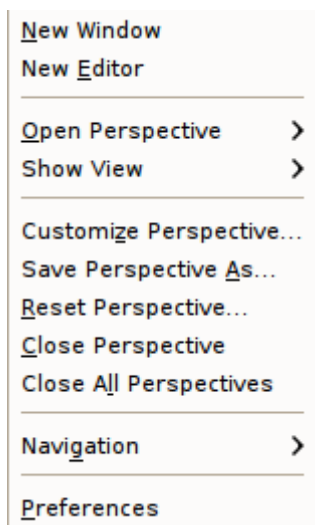 New Window
New Editor
Open Perspective
Show View
Customize Perspective...
Save Perspective As...
Reset Perspective...
Close Perspective
Close All Perspectives
Navigation
Preferences